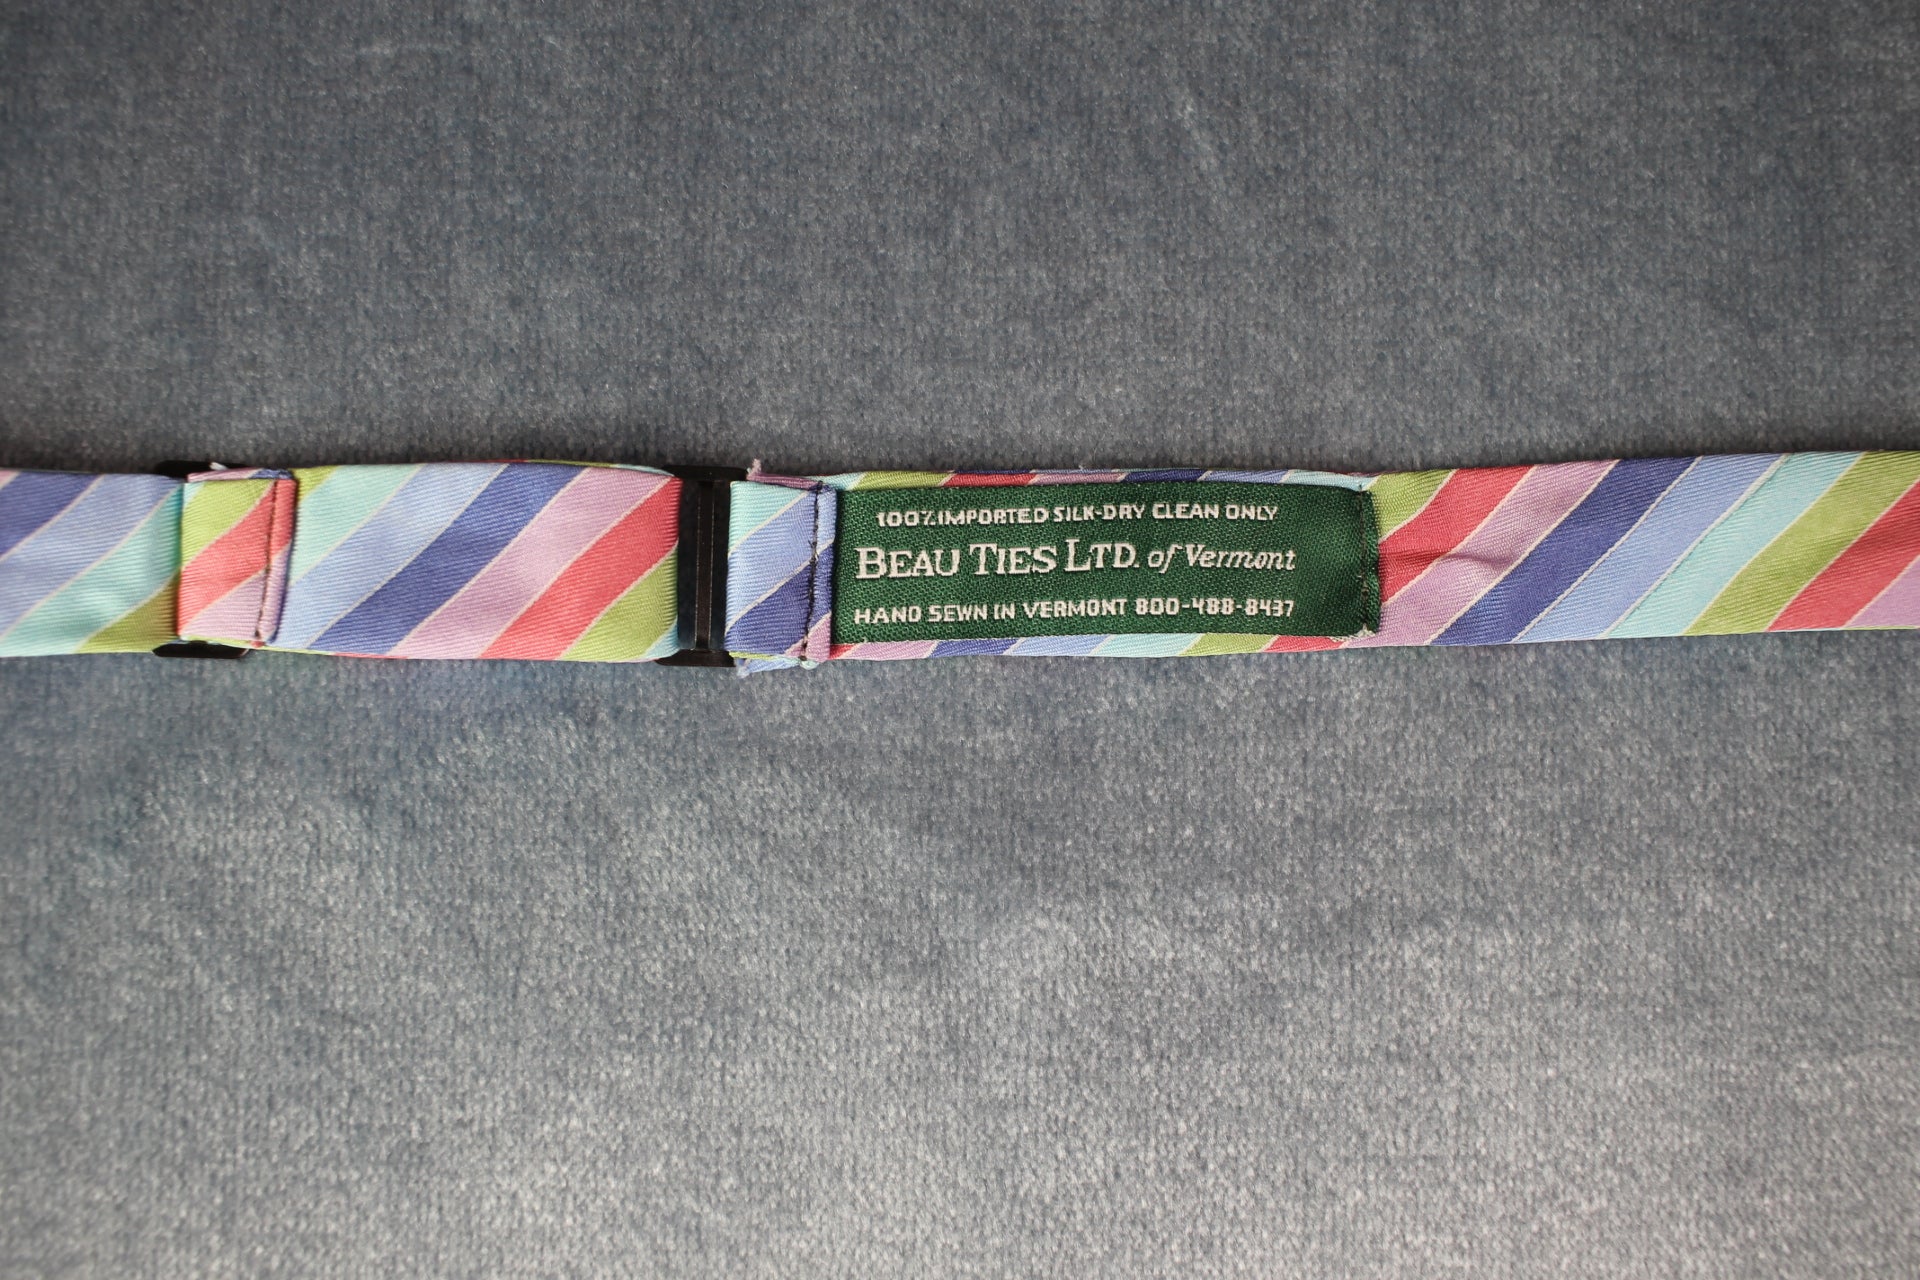 100% IMPORTED SILK-DRY CLEAN ONLY
BEAU TIES LTD. of Vermont
HAND SEWN IN VERMONT 800-488-8437